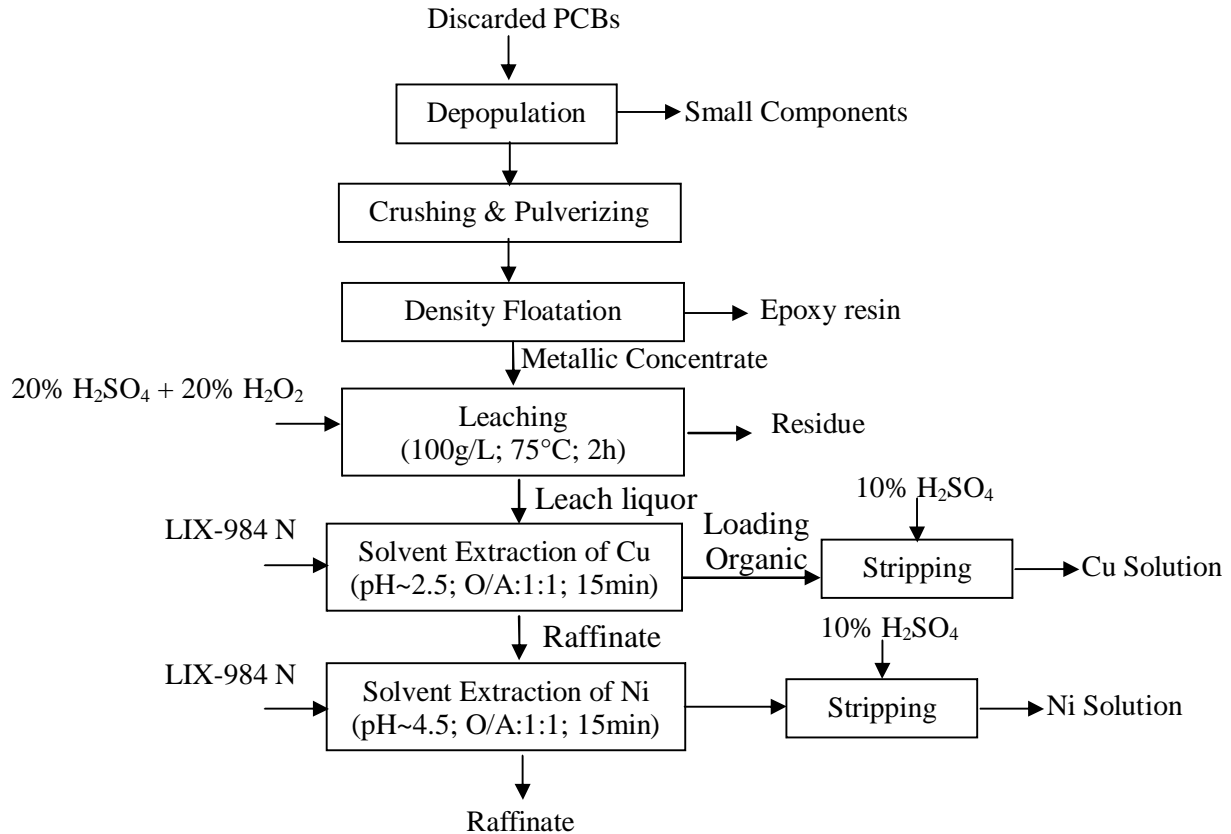 Discarded PCBs
Depopulation
Small Components
Crushing & Pulverizing
Density Floatation
Epoxy resin
Metallic Concentrate
20% H₂SO₄ + 20% H₂O₂
Leaching
(100g/L; 75°C; 2h)
Residue
Leach liquor
10% H₂SO₄
LIX-984 N
Solvent Extraction of Cu
(pH~2.5; O/A:1:1; 15min)
Loading
Organic
Stripping
Cu Solution
Raffinate
10% H₂SO₄
LIX-984 N
Solvent Extraction of Ni
(pH~4.5; O/A:1:1; 15min)
Stripping
Ni Solution
Raffinate